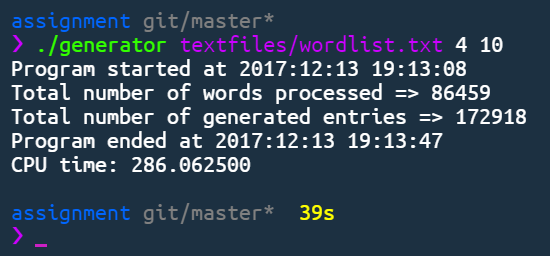 assignment git/master*
❯ ./generator textfiles/wordlist.txt 4 10
Program started at 2017:12:13 19:13:08
Total number of words processed => 86459
Total number of generated entries => 172918
Program ended at 2017:12:13 19:13:47
CPU time: 286.062500
assignment git/master* 39s
❯ _